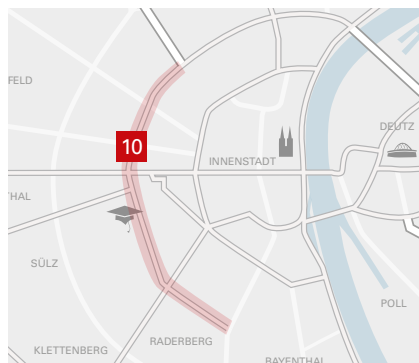 FELD
DEUTZ
10
INNENSTADT
THAL
SÜLZ
POLL
RADERBERG
KLETTENBERG
BAYENTHAL